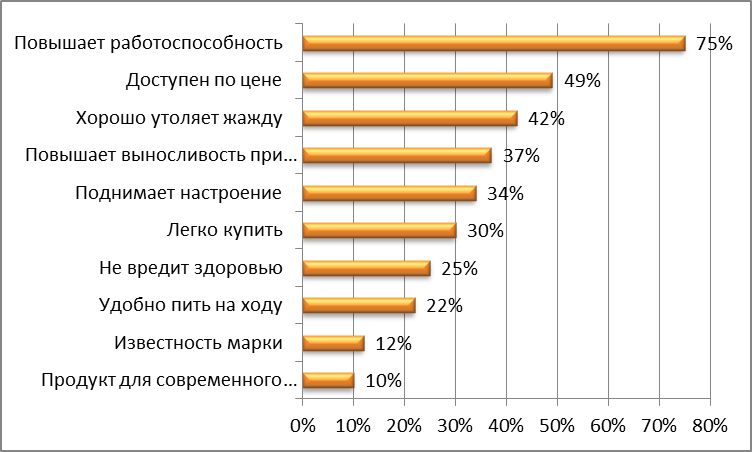 Повышает работоспособность 75%
Доступен по цене 49%
Хорошо утоляет жажду 42%
Повышает выносливость при... 37%
Поднимает настроение 34%
Легко купить 30%
Не вредит здоровью 25%
Удобно пить на ходу 22%
Известность марки 12%
Продукт для современного... 10%
0% 10% 20% 30% 40% 50% 60% 70% 80%